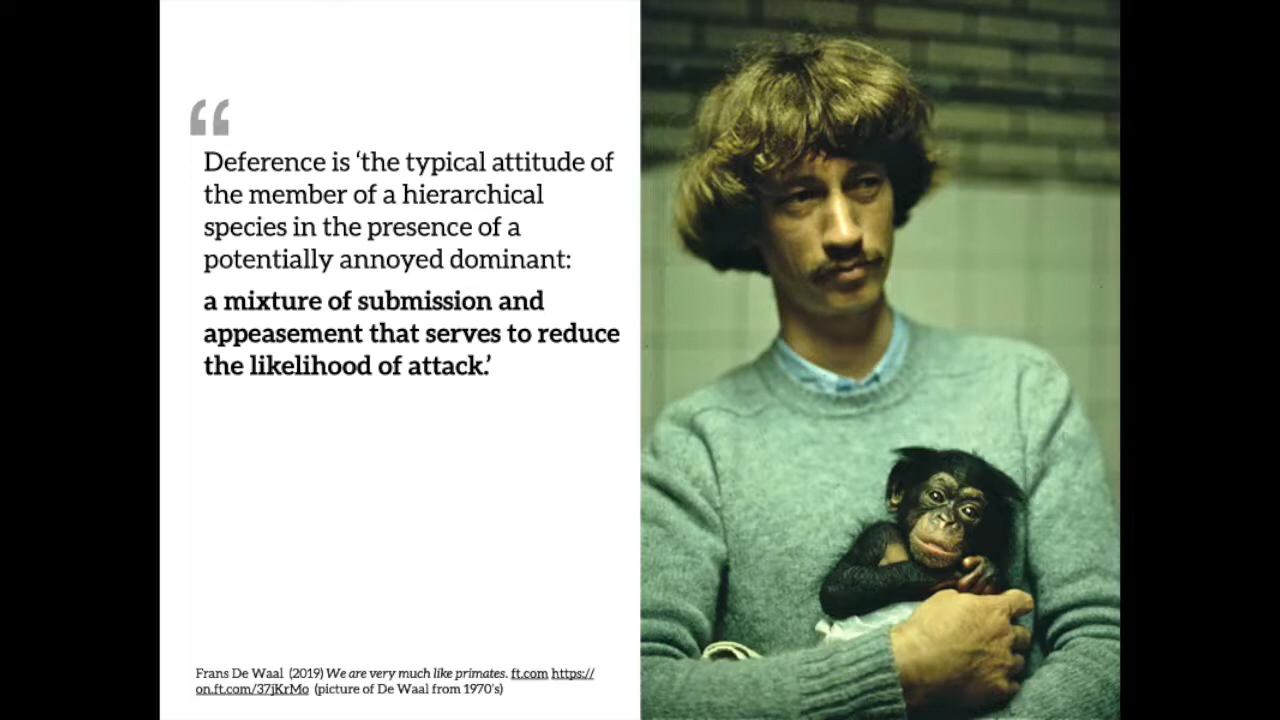 “
Deference is ‘the typical attitude of
the member of a hierarchical
species in the presence of a
potentially annoyed dominant:
a mixture of submission and
appeasement that serves to reduce
the likelihood of attack.’
Frans De Waal (2019) We are very much like primates. ft.com https://
on.ft.com/37jKrMo (picture of De Waal from 1970's)